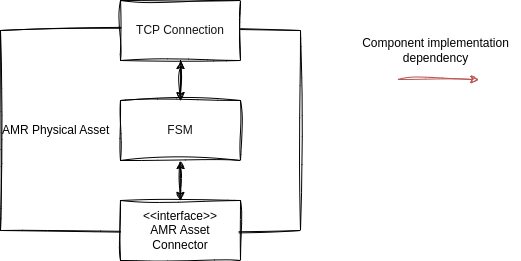 TCP Connection
Component implementation
dependency
AMR Physical Asset
FSM
<<interface>>
AMR Asset
Connector